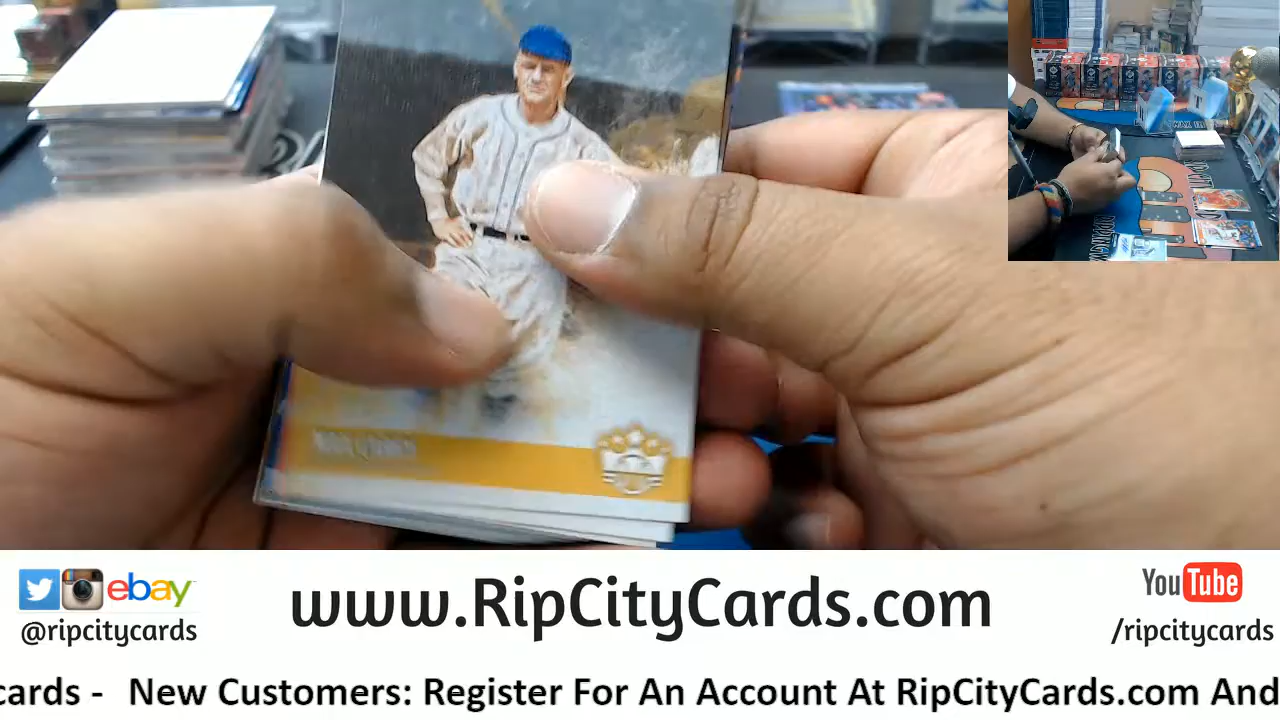 ebay
@ripcitycards
www.RipCityCards.com
YouTube
/ripcitycards
cards - New Customers: Register For An Account At RipCityCards.com And